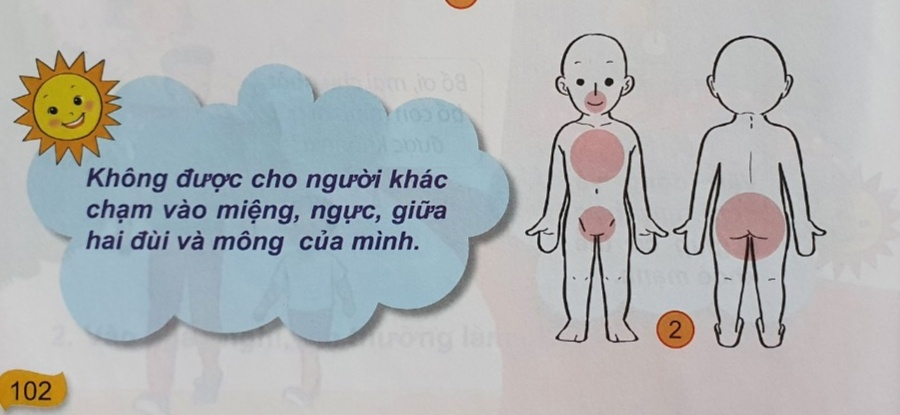 Không được cho người khác
chạm vào miệng, ngực, giữa
hai đùi và mông của mình.
2
102